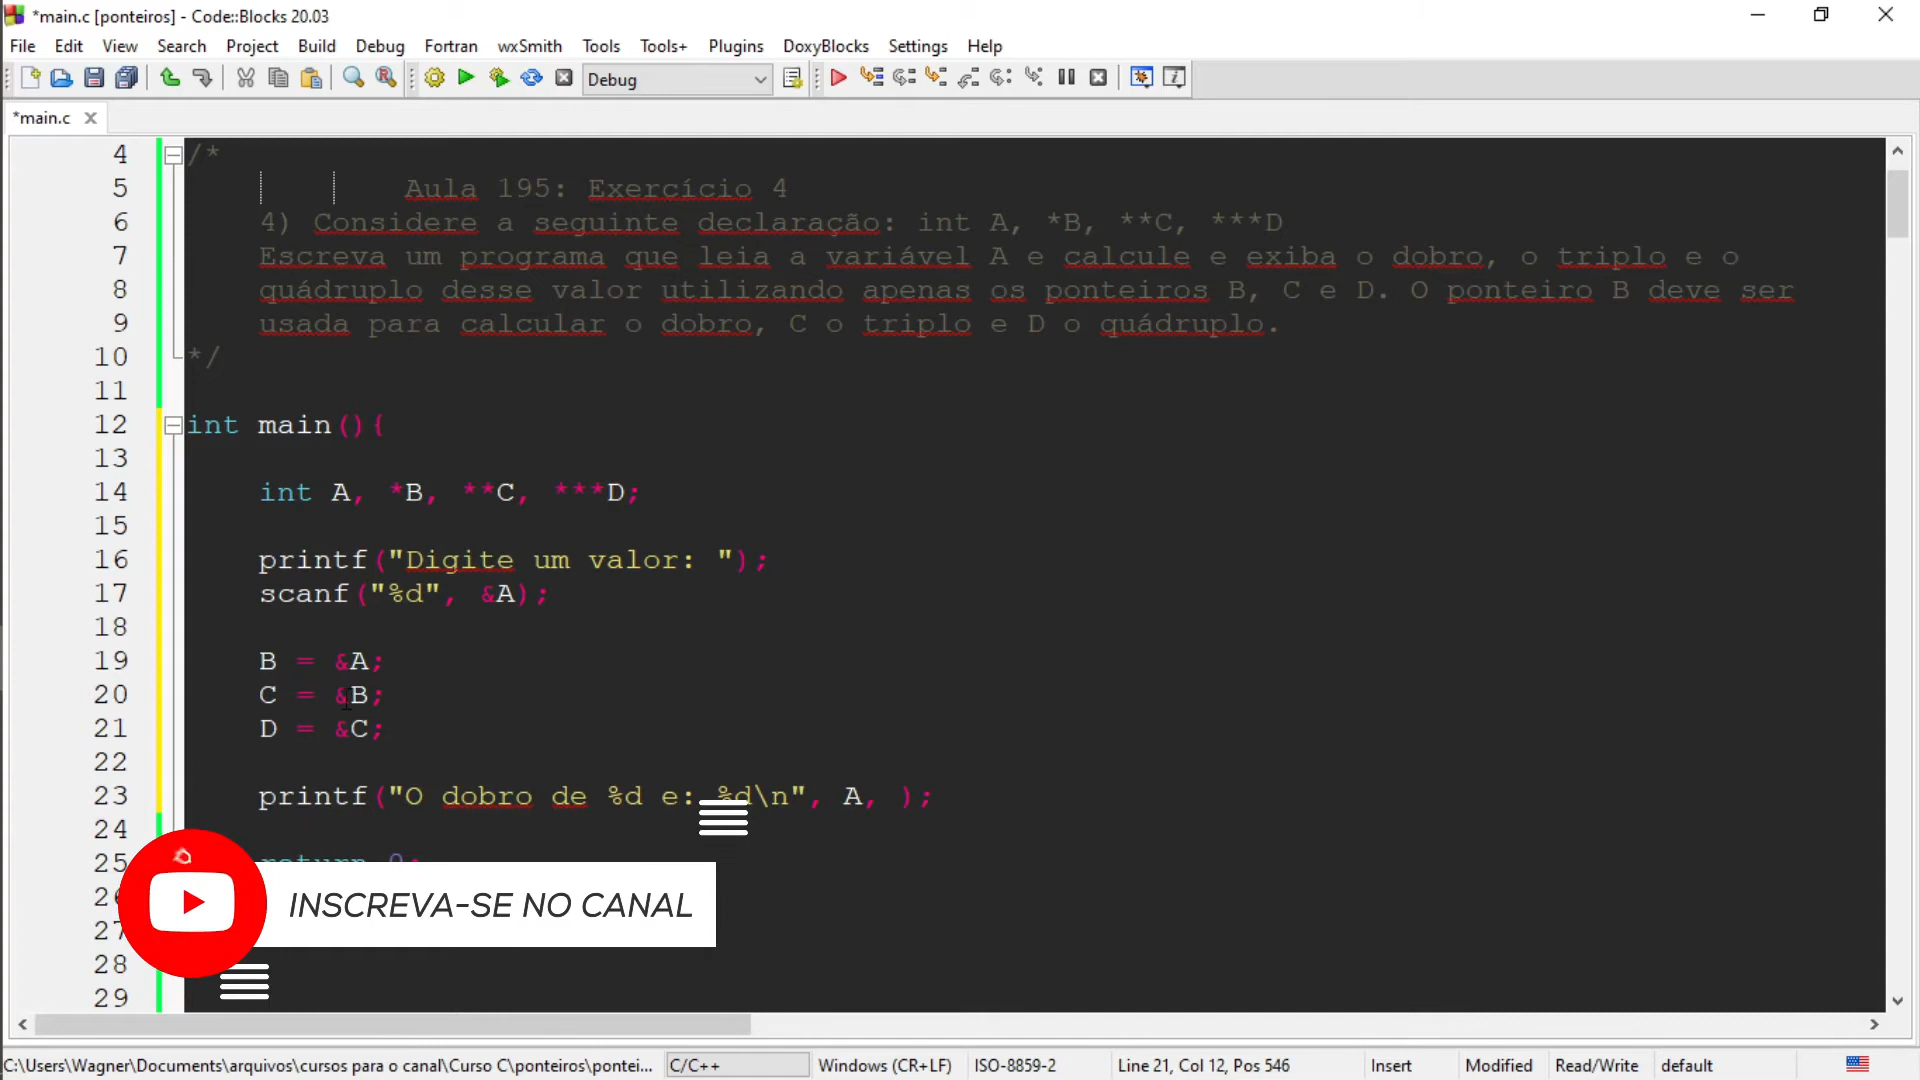 *main.c [ponteiros] - Code::Blocks 20.03
File Edit View Search Project Build Debug Fortran wxSmith Tools Tools+ Plugins DoxyBlocks Settings Help
Debug
*main.c
4 /*
5 Aula 195: Exercício 4
6 4) Considere a seguinte declaração: int A, *B, **C, ***D
7 Escreva um programa que leia a variável A e calcule e exiba o dobro, o triplo e o
8 quádruplo desse valor utilizando apenas os ponteiros B, C e D. O ponteiro B deve ser
9 usada para calcular o dobro, C o triplo e D o quádruplo.
10 */
11
12 int main(){
13
14 int A, *B, **C, ***D;
15
16 printf("Digite um valor: ");
17 scanf("%d", &A);
18
19 B = &A;
20 C = &B;
21 D = &C;
22
23 printf("O dobro de %d e: %d\n", A, );
24
25 return 0;
26
27
28
29
INSCREVA-SE NO CANAL
C:\Users\Wagner\Documents\arquivos\cursos para o canal\Curso C\ponteiros\pontei... C/C++ Windows (CR+LF) ISO-8859-2 Line 21, Col 12, Pos 546 Insert Modified Read/Write default